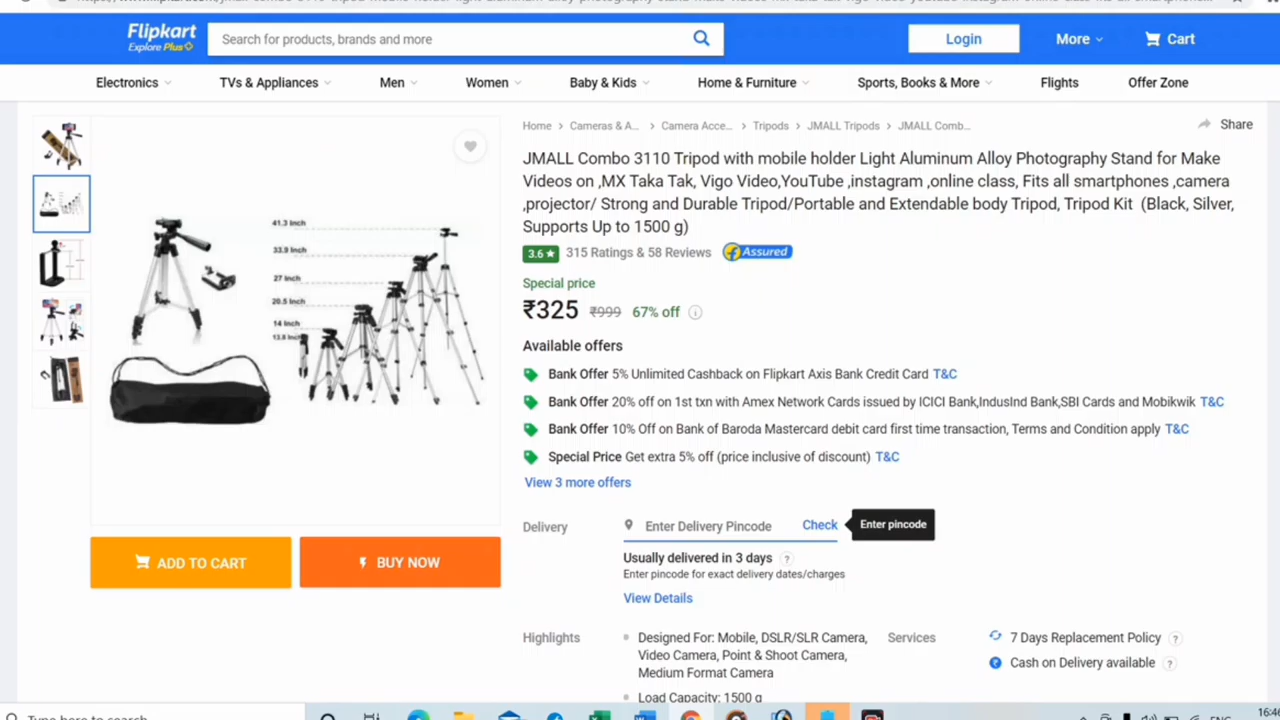 Flipkart
Explore Plus
Search for products, brands and more
Login
More
Cart
Electronics
TVs & Appliances
Men
Women
Baby & Kids
Home & Furniture
Sports, Books & More
Flights
Offer Zone
Home > Cameras & A... > Camera Acce... > Tripods > JMALL Tripods > JMALL Comb...
Share
JMALL Combo 3110 Tripod with mobile holder Light Aluminum Alloy Photography Stand for Make
Videos on ,MX Taka Tak, Vigo Video,YouTube ,instagram ,online class, Fits all smartphones ,camera
,projector/ Strong and Durable Tripod/Portable and Extendable body Tripod, Tripod Kit (Black, Silver,
Supports Up to 1500 g)
3.6 ★ 315 Ratings & 58 Reviews Assured
Special price
₹325 ₹999 67% off
Available offers
Bank Offer 5% Unlimited Cashback on Flipkart Axis Bank Credit Card T&C
Bank Offer 20% off on 1st txn with Amex Network Cards issued by ICICI Bank,IndusInd Bank,SBI Cards and Mobikwik T&C
Bank Offer 10% Off on Bank of Baroda Mastercard debit card first time transaction, Terms and Condition apply T&C
Special Price Get extra 5% off (price inclusive of discount) T&C
View 3 more offers
41.3 Inch
33.9 Inch
27 Inch
20.5 Inch
14 Inch
13.8 Inch
ADD TO CART
BUY NOW
Delivery
Enter Delivery Pincode
Check
Enter pincode
Usually delivered in 3 days ?
Enter pincode for exact delivery dates/charges
View Details
Highlights
Designed For: Mobile, DSLR/SLR Camera,
Video Camera, Point & Shoot Camera,
Medium Format Camera
Load Capacity: 1500 g
Services
7 Days Replacement Policy ?
Cash on Delivery available ?
Type here to search
ENG